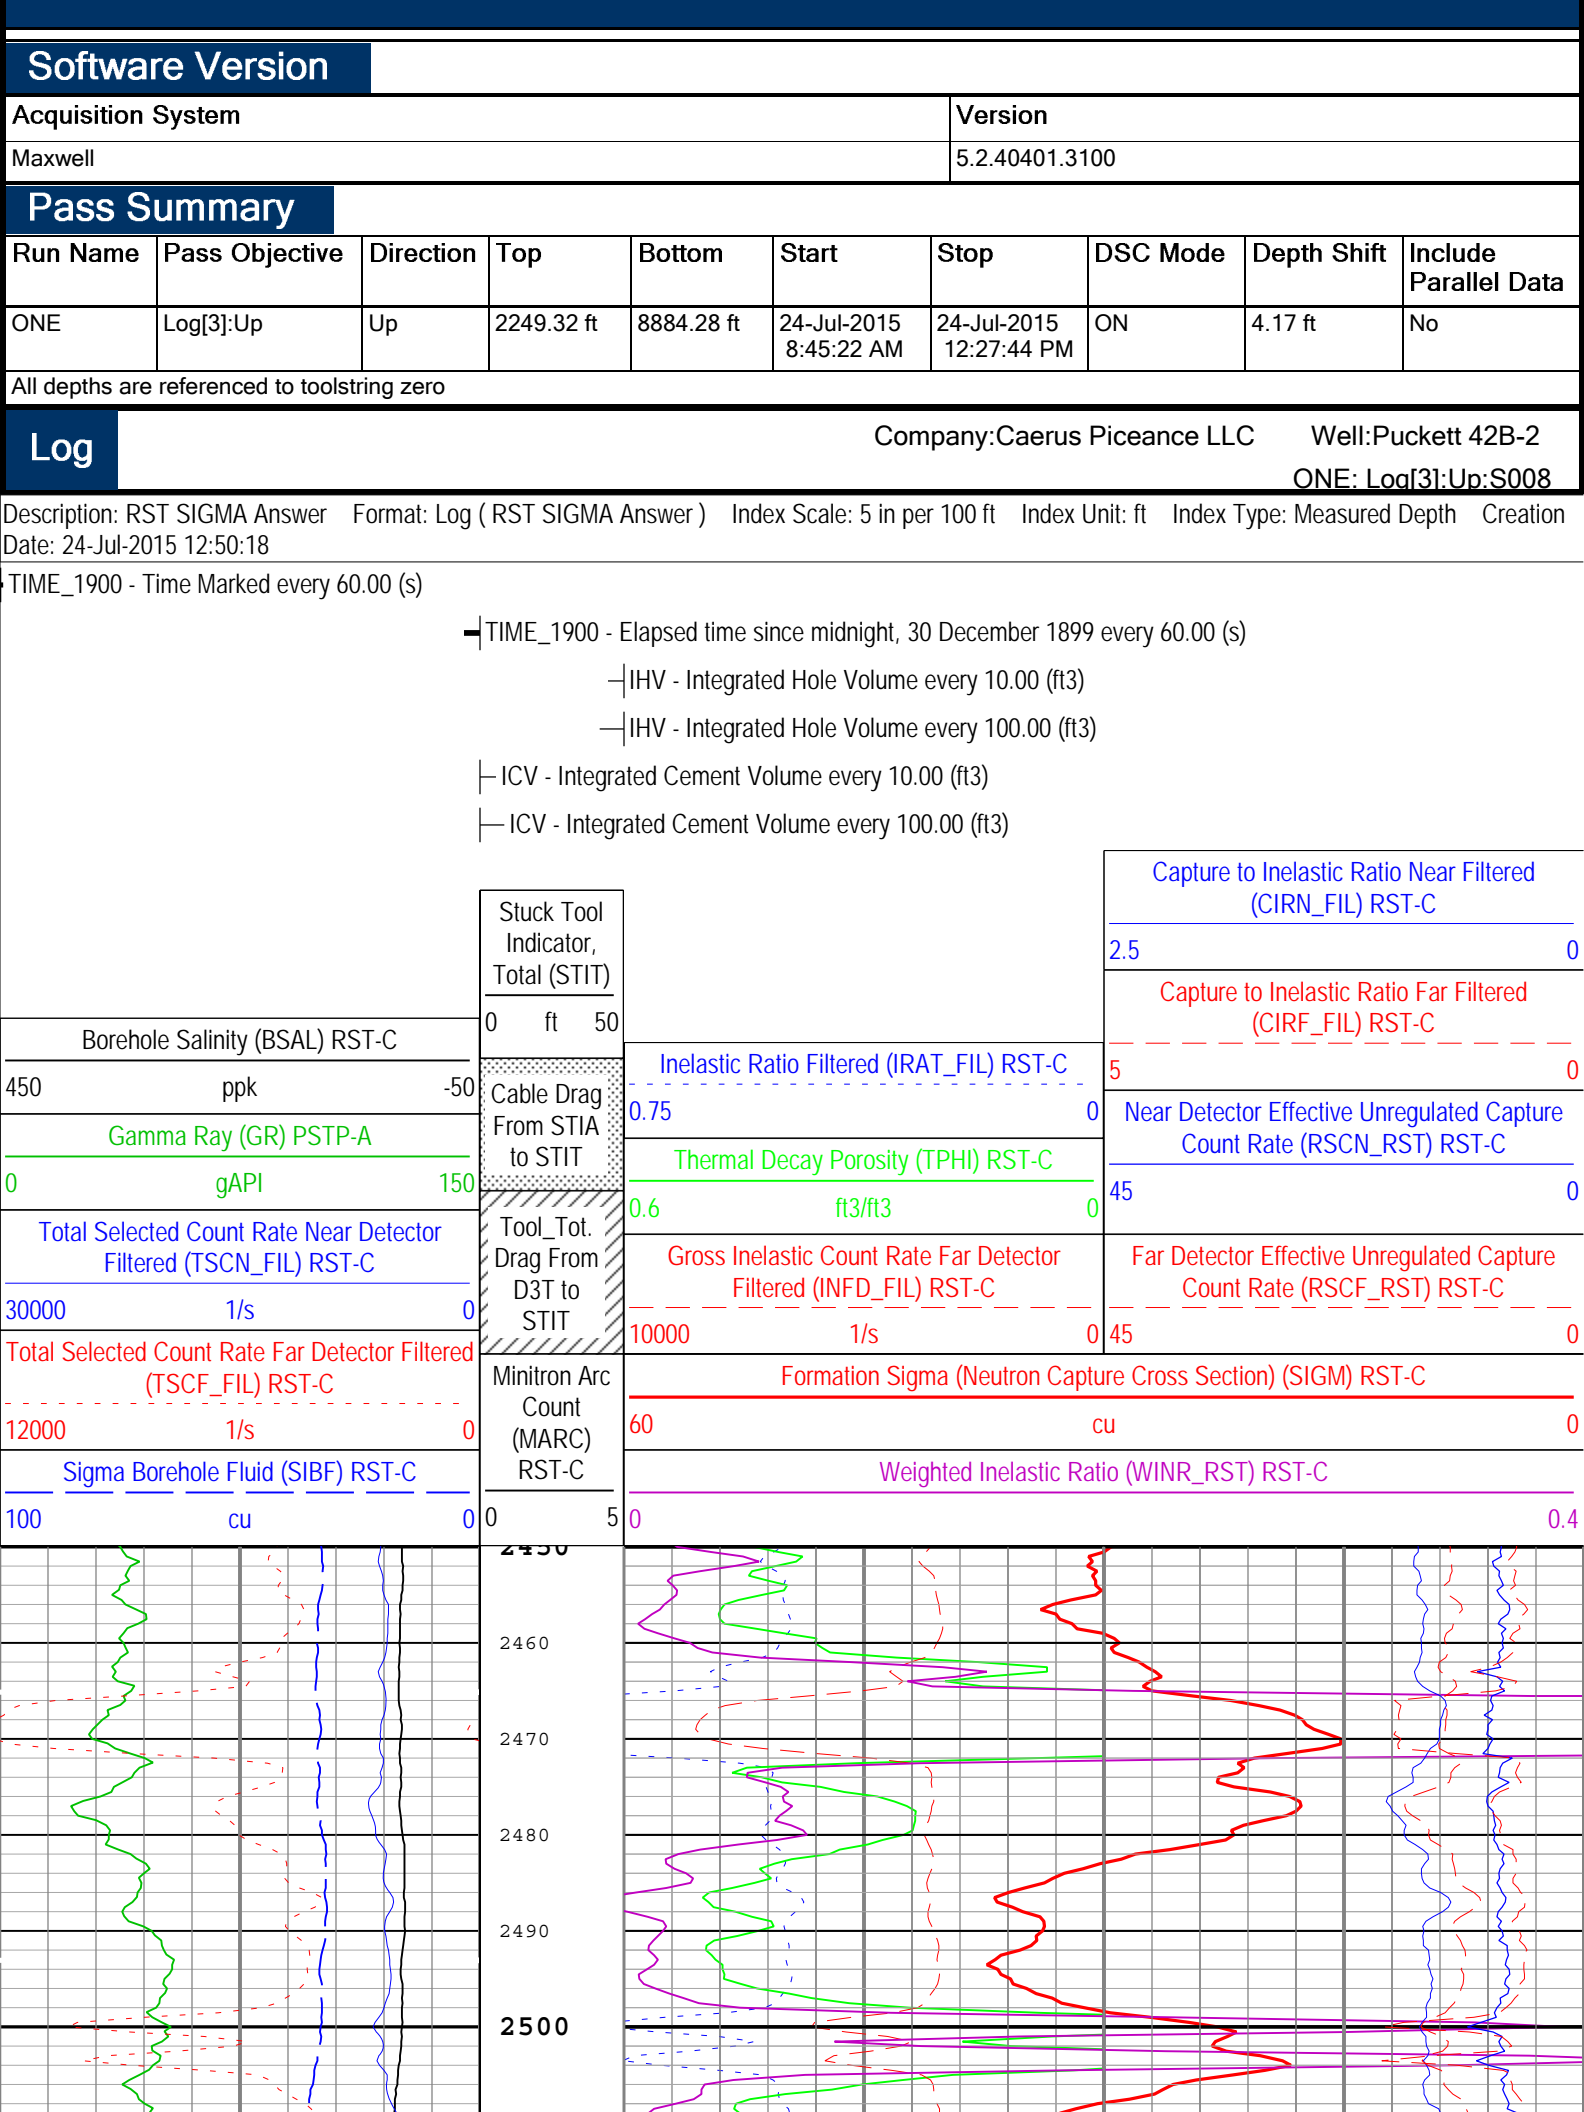 Software Version
Acquisition System Version
Maxwell 5.2.40401.3100
Pass Summary
Run Name Pass Objective Direction Top Bottom Start Stop DSC Mode Depth Shift Include Parallel Data
ONE Log[3]:Up Up 2249.32 ft 8884.28 ft 24-Jul-2015 8:45:22 AM 24-Jul-2015 12:27:44 PM ON 4.17 ft No
All depths are referenced to toolstring zero
Log
Company:Caerus Piceance LLC Well:Puckett 42B-2
ONE: Log[3]:Up:S008
Description: RST SIGMA Answer Format: Log ( RST SIGMA Answer ) Index Scale: 5 in per 100 ft Index Unit: ft Index Type: Measured Depth Creation
Date: 24-Jul-2015 12:50:18
TIME_1900 - Time Marked every 60.00 (s)
TIME_1900 - Elapsed time since midnight, 30 December 1899 every 60.00 (s)
IHV - Integrated Hole Volume every 10.00 (ft3)
IHV - Integrated Hole Volume every 100.00 (ft3)
ICV - Integrated Cement Volume every 10.00 (ft3)
ICV - Integrated Cement Volume every 100.00 (ft3)
Borehole Salinity (BSAL) RST-C
450 ppk -50
Gamma Ray (GR) PSTP-A
0 gAPI 150
Total Selected Count Rate Near Detector
Filtered (TSCN_FIL) RST-C
30000 1/s 0
Total Selected Count Rate Far Detector Filtered
(TSCF_FIL) RST-C
12000 1/s 0
Sigma Borehole Fluid (SIBF) RST-C
100 cu 0
Stuck Tool
Indicator,
Total (STIT)
0 ft 50
Cable Drag
From STIA
to STIT
Tool_Tot.
Drag From
D3T to
STIT
Minitron Arc
Count
(MARC)
RST-C
0 5
Inelastic Ratio Filtered (IRAT_FIL) RST-C
0.75 0
Thermal Decay Porosity (TPHI) RST-C
0.6 ft3/ft3 0
Gross Inelastic Count Rate Far Detector
Filtered (INFD_FIL) RST-C
10000 1/s 0
Capture to Inelastic Ratio Near Filtered
(CIRN_FIL) RST-C
2.5 0
Capture to Inelastic Ratio Far Filtered
(CIRF_FIL) RST-C
5 0
Near Detector Effective Unregulated Capture
Count Rate (RSCN_RST) RST-C
45 0
Far Detector Effective Unregulated Capture
Count Rate (RSCF_RST) RST-C
45 0
Formation Sigma (Neutron Capture Cross Section) (SIGM) RST-C
60 cu 0
Weighted Inelastic Ratio (WINR_RST) RST-C
0 0.4
2450
2460
2470
2480
2490
2500